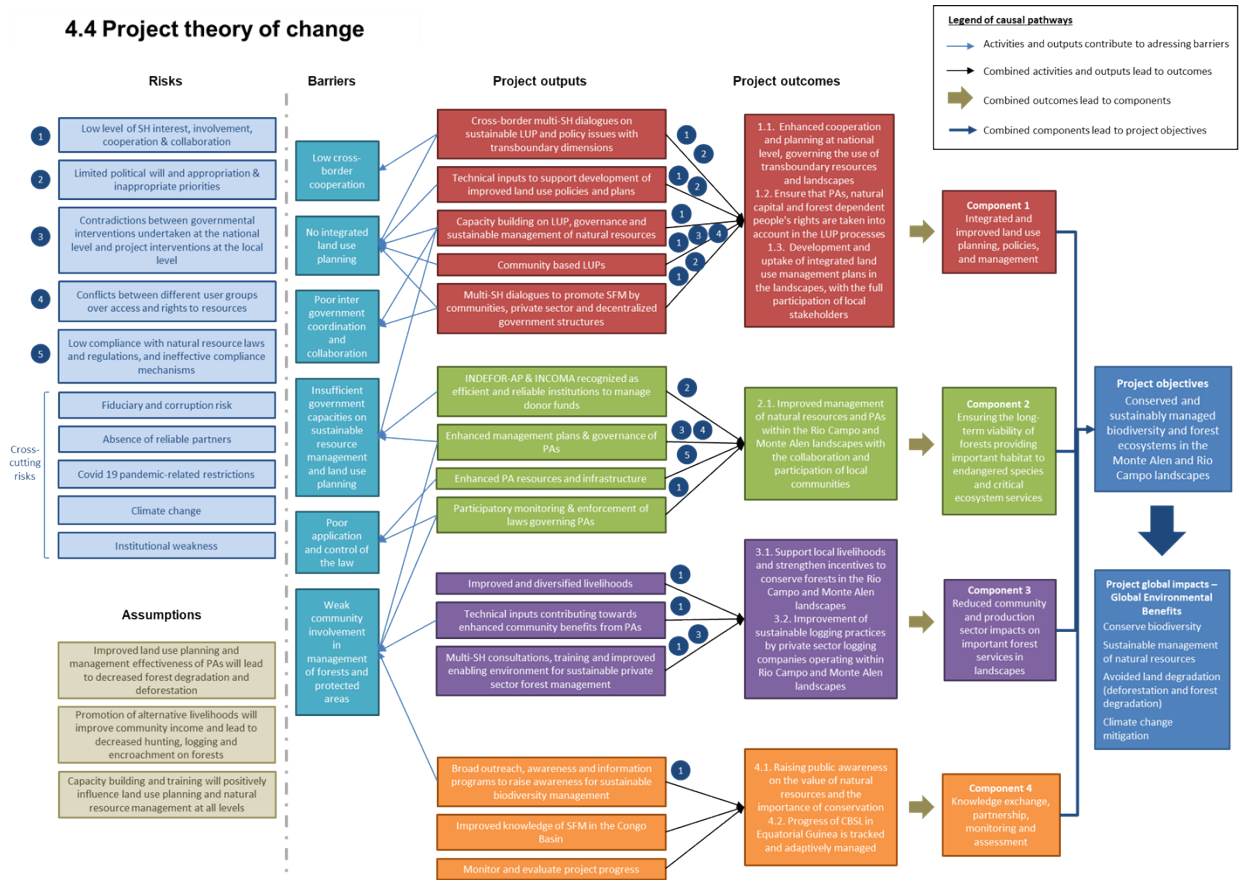 4.4 Project theory of change
Legend of causal pathways
Activities and outputs contribute to adressing barriers
Combined activities and outputs lead to outcomes
Combined outcomes lead to components
Combined components lead to project objectives
Risks
1
Low level of SH interest, involvement,
cooperation & collaboration
2
Limited political will and appropriation &
inappropriate priorities
3
Contradictions between governmental
interventions undertaken at the national
level and project interventions at the local
level
4
Conflicts between different user groups
over access and rights to resources
5
Low compliance with natural resource laws
and regulations, and ineffective compliance
mechanisms
Cross-
cutting
risks
Fiduciary and corruption risk
Absence of reliable partners
Covid 19 pandemic-related restrictions
Climate change
Institutional weakness
Assumptions
Improved land use planning and
management effectiveness of PAs will lead
to decreased forest degradation and
deforestation
Promotion of alternative livelihoods will
improve community income and lead to
decreased hunting, logging and
encroachment on forests
Capacity building and training will positively
influence land use planning and natural
resource management at all levels
Barriers
Low cross-
border
cooperation
No integrated
land use
planning
Poor inter
government
coordination
and
collaboration
Insufficient
government
capacities on
sustainable
resource
management
and land use
planning
Poor
application
and control of
the law
Weak
community
involvement in
management
of forests and
protected
areas
Project outputs
Cross-border multi-SH dialogues on
sustainable LUP and policy issues with
transboundary dimensions
1
2
Technical inputs to support development of
improved land use policies and plans
1
2
Capacity building on LUP, governance and
sustainable management of natural resources
1
Community based LUPs
1 3 4
Multi-SH dialogues to promote SFM by
communities, private sector and decentralized
government structures
1
2
INDEFOR-AP & INCOMA recognized as
efficient and reliable institutions to manage
donor funds
2
Enhanced management plans & governance of
PAs
3 4
Enhanced PA resources and infrastructure
5
Participatory monitoring & enforcement of
laws governing PAs
1
Improved and diversified livelihoods
1
Technical inputs contributing towards
enhanced community benefits from PAs
1
Multi-SH consultations, training and improved
enabling environment for sustainable private
sector forest management
1 3
Broad outreach, awareness and information
programs to raise awareness for sustainable
biodiversity management
1
Improved knowledge of SFM in the Congo
Basin
Monitor and evaluate project progress
Project outcomes
1.1. Enhanced cooperation
and planning at national
level, governing the use of
transboundary resources
and landscapes
1.2. Ensure that PAs, natural
capital and forest dependent
people's rights are taken into
account in the LUP processes
1.3. Development and
uptake of integrated land
use management plans in
the landscapes, with the full
participation of local
stakeholders
2.1. Improved management
of natural resources and PAs
within the Rio Campo and
Monte Alen landscapes with
the collaboration and
participation of local
communities
3.1. Support local livelihoods
and strengthen incentives to
conserve forests in the Rio
Campo and Monte Alen
landscapes
3.2. Improvement of
sustainable logging practices
by private sector logging
companies operating within
Rio Campo and Monte Alen
landscapes
4.1. Raising public awareness
on the value of natural
resources and the
importance of conservation
4.2. Progress of CBSL in
Equatorial Guinea is tracked
and adaptively managed
Component 1
Integrated and
improved land use
planning, policies,
and management
Component 2
Ensuring the long-
term viability of
forests providing
important habitat to
endangered species
and critical
ecosystem services
Component 3
Reduced community
and production
sector impacts on
important forest
services in
landscapes
Component 4
Knowledge exchange,
partnership,
monitoring and
assessment
Project objectives
Conserved and
sustainably managed
biodiversity and forest
ecosystems in the
Monte Alen and Rio
Campo landscapes
Project global impacts –
Global Environmental
Benefits
Conserve biodiversity
Sustainable management
of natural resources
Avoided land degradation
(deforestation and forest
degradation)
Climate change
mitigation